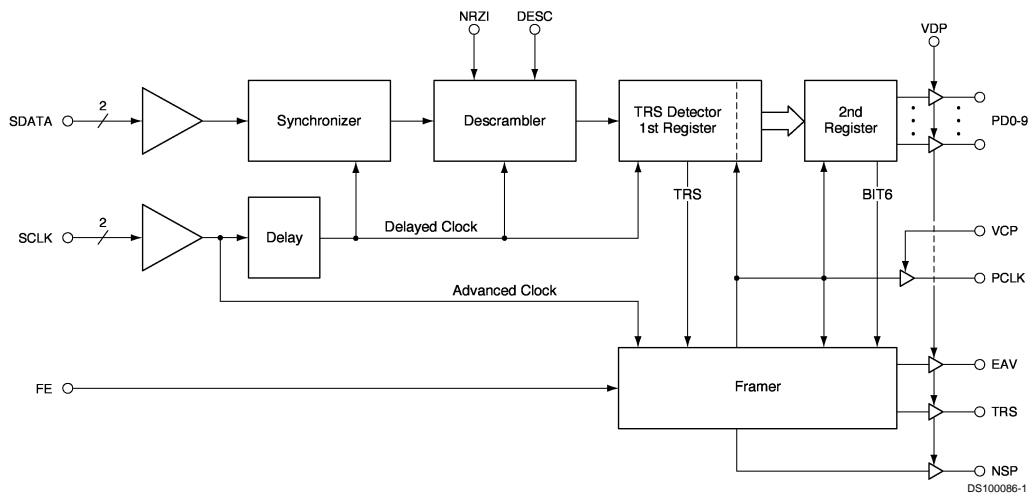 NRZI
DESC
VDP
SDATA
2
Synchronizer
Descrambler
TRS Detector
1st Register
2nd
Register
PD0-9
TRS
BIT6
SCLK
2
Delay
Delayed Clock
VCP
PCLK
Advanced Clock
FE
Framer
EAV
TRS
NSP
DS100086-1